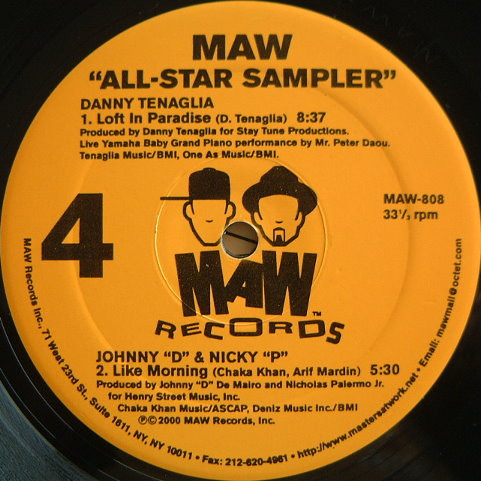 MAW
“ALL-STAR SAMPLER”
DANNY TENAGLIA
1. Loft In Paradise (D. Tenaglia) 8:37
Produced by Danny Tenaglia for Stay Tune Productions.
Live Yamaha Baby Grand Piano performance by Mr. Peter Daou.
Tenaglia Music/BMI, One As Music/BMI.
4
MAW-808
33⅓ rpm
MAW™
RECORDS
JOHNNY “D” & NICKY “P”
2. Like Morning (Chaka Khan, Arif Mardin) 5:30
Produced by Johnny “D” De Mairo and Nicholas Palermo Jr.
for Henry Street Music, Inc.
Chaka Khan Music/ASCAP, Deniz Music Inc./BMI
℗©2000 MAW Records, Inc.
MAW Records Inc., 71 West 23rd St., Suite 1811, NY, NY 10011 • Fax: 212-620-4961 • http://www.mastersatwork.net • Email: mawmail@octet.com